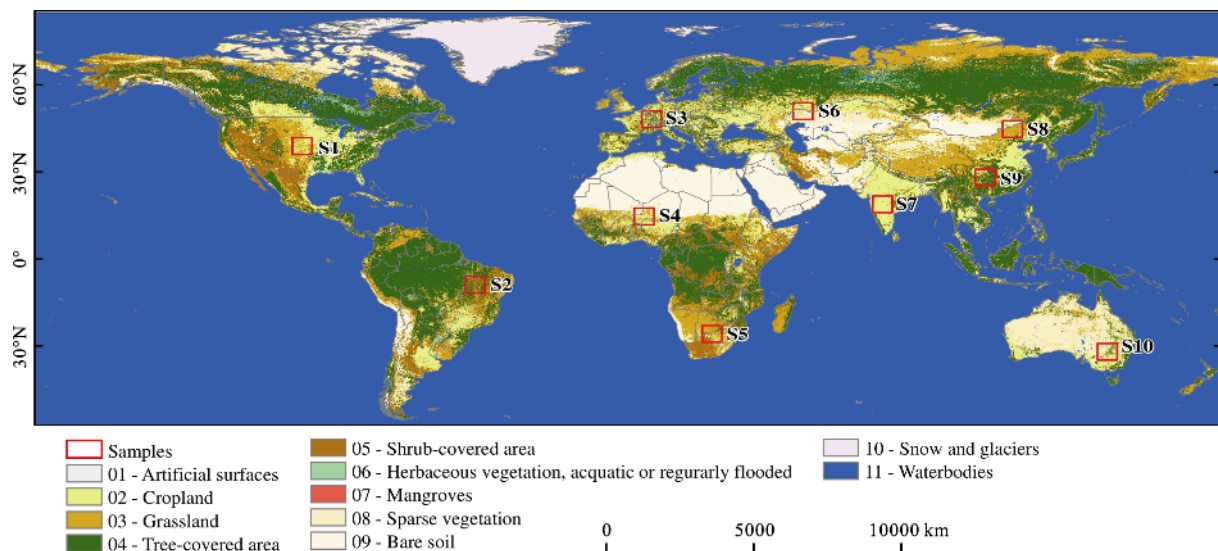 60°N
30°N
0°
30°N
S1
S2
S3
S4
S5
S6
S7
S8
S9
S10
Samples
01 - Artificial surfaces
02 - Cropland
03 - Grassland
04 - Tree-covered area
05 - Shrub-covered area
06 - Herbaceous vegetation, acquatic or regurarly flooded
07 - Mangroves
08 - Sparse vegetation
09 - Bare soil
10 - Snow and glaciers
11 - Waterbodies
0 5000 10000 km